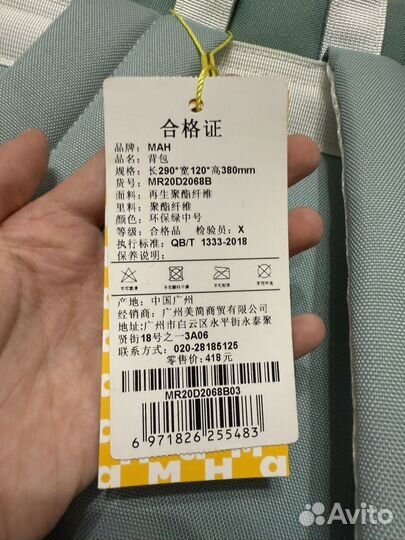 合格证
品牌: MAH
品名: 背包
规格: 长290*宽120*高380mm
货号: MR20D2068B
面料: 再生聚酯纤维
里料: 聚酯纤维
颜色: 环保绿中号
等级: 合格品 检验员: X
执行标准: QB/T 1333-2018
保养说明:
产地: 中国广州
经销商: 广州美简商贸有限公司
地址: 广州市白云区永平街永泰聚
贤街18号之一3A06
联系方式: 020-28185125
零售价: 418元
MR20D2068B03
6 971826 255483
MHa
Avito